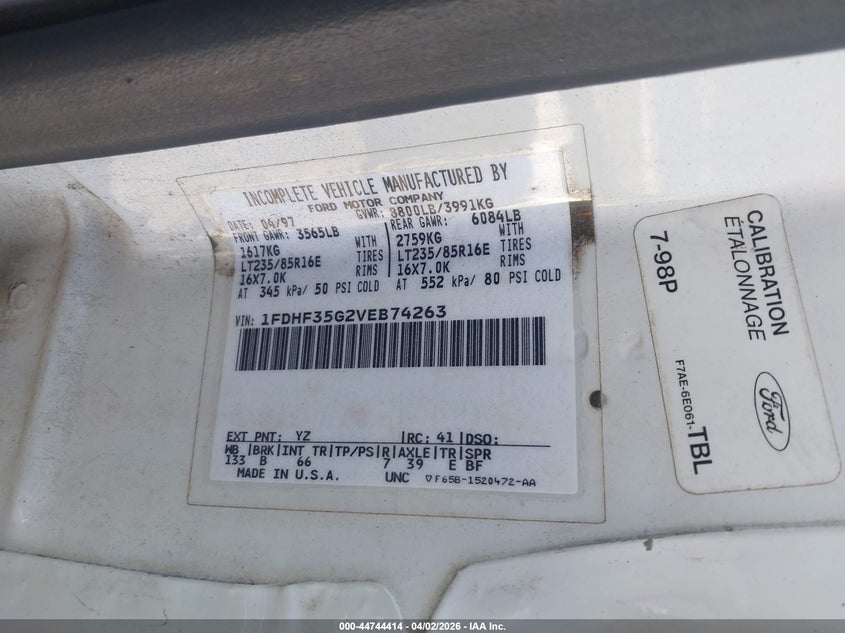 INCOMPLETE VEHICLE MANUFACTURED BY
FORD MOTOR COMPANY
DATE: 04/97 GVWR: 8800LB/3991KG
FRONT GAWR: 3565LB REAR GAWR: 6084LB
1617KG WITH 2759KG WITH
LT235/85R16E TIRES LT235/85R16E TIRES
16X7.0K RIMS 16X7.0K RIMS
AT 345 kPa/ 50 PSI COLD AT 552 kPa/ 80 PSI COLD
VIN: 1FDHF35G2VEB74263
EXT PNT: YZ |RC: 41 |DSO:
WB |BRK|INT TR|TP/PS|R|AXLE|TR|SPR
133 B 66 7 39 E BF
MADE IN U.S.A. UNC ▽F65B-1520472-AA
CALIBRATION
ÉTALONNAGE
7-98P
Ford
F7AE-6E061-TBL
000-44744414 - 04/02/2026 - IAA Inc.